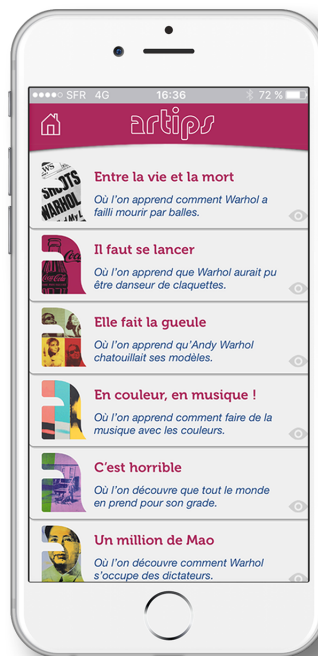 SFR 4G 16:36 72 %
artips
WS
SHOTS
WARHOL
Entre la vie et la mort
Où l'on apprend comment Warhol a
failli mourir par balles.
Il faut se lancer
Où l'on apprend que Warhol aurait pu
être danseur de claquettes.
Elle fait la gueule
Où l'on apprend qu'Andy Warhol
chatouillait ses modèles.
En couleur, en musique !
Où l'on apprend comment faire de la
musique avec les couleurs.
C'est horrible
Où l'on découvre que tout le monde
en prend pour son grade.
Un million de Mao
Où l'on découvre comment Warhol
s'occupe des dictateurs.